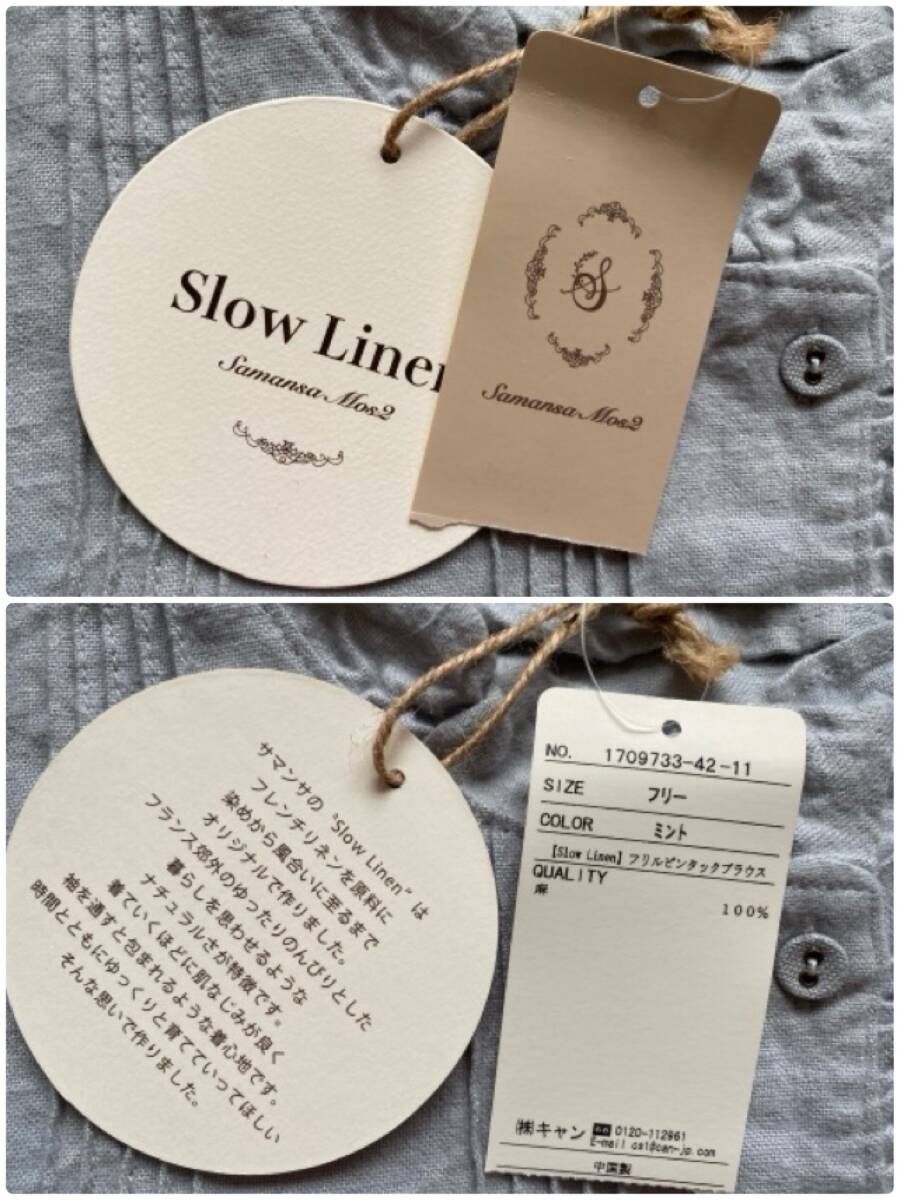 Slow Linen
Samansa Mos2
S
Samansa Mos2
サマンサの“Slow Linen”は
フレンチリネンを原料に
染めから風合いに至るまで
オリジナルで作りました。
フランス郊外のゆったりのんびりとした
暮らしを思わせるような
ナチュラルさが特徴です。
着ていくほどに肌なじみが良く
袖を通すと包まれるような着心地です。
時間とともにゆっくりと育てていってほしい
そんな思いで作りました。
NO. 1709733-42-11
SIZE フリー
COLOR ミント
【Slow Linen】フリルピンタックブラウス
QUALITY
麻
100%
㈱キャン 0120-112961
E-mail cs1@can-jp.com
中国製